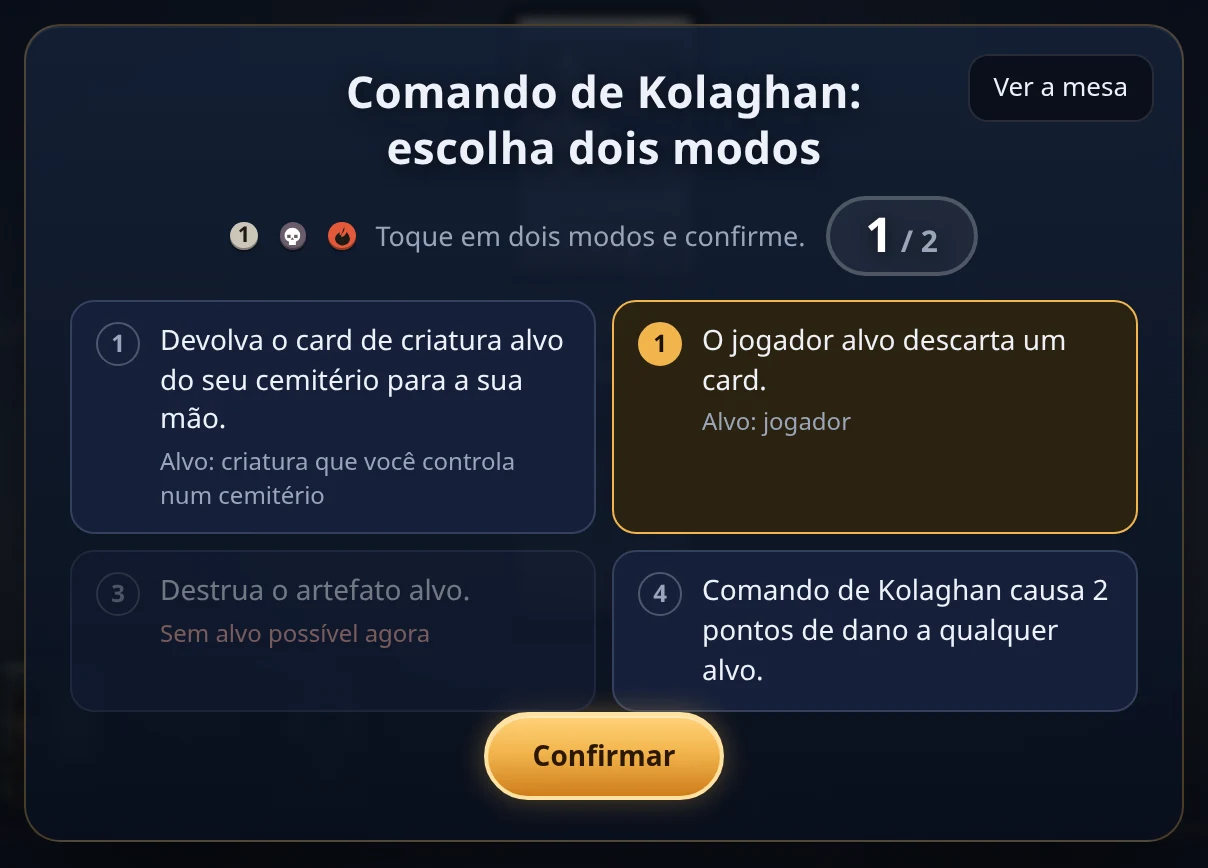 Comando de Kolaghan:
escolha dois modos
Ver a mesa
1 Toque em dois modos e confirme. 1 / 2
1 Devolva o card de criatura alvo
do seu cemitério para a sua
mão.
Alvo: criatura que você controla
num cemitério
1 O jogador alvo descarta um
card.
Alvo: jogador
3 Destrua o artefato alvo.
Sem alvo possível agora
4 Comando de Kolaghan causa 2
pontos de dano a qualquer
alvo.
Confirmar